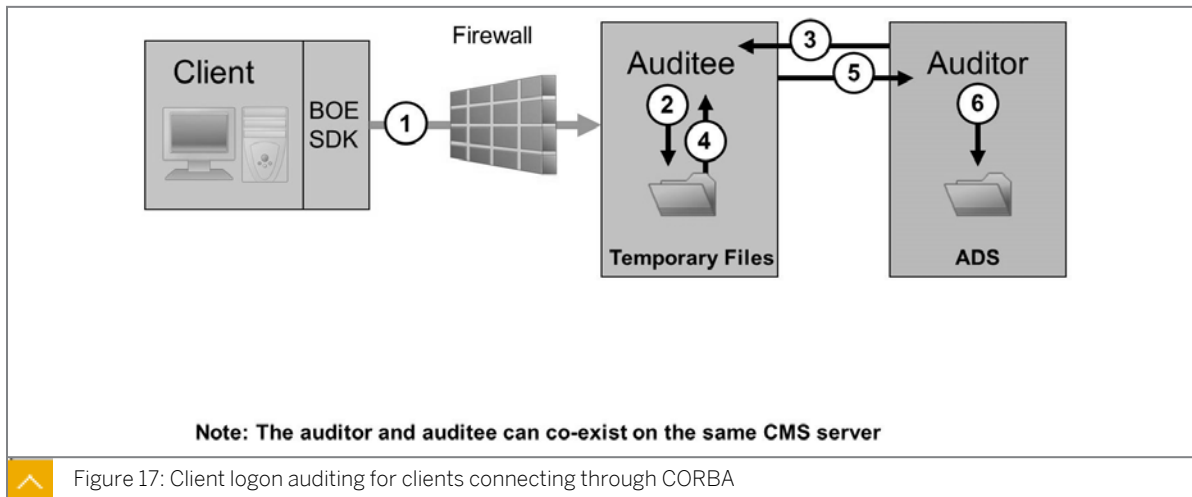 Client
BOE
SDK
1
Firewall
Auditee
2
4
Temporary Files
3
5
Auditor
6
ADS
Note: The auditor and auditee can co-exist on the same CMS server
Figure 17: Client logon auditing for clients connecting through CORBA